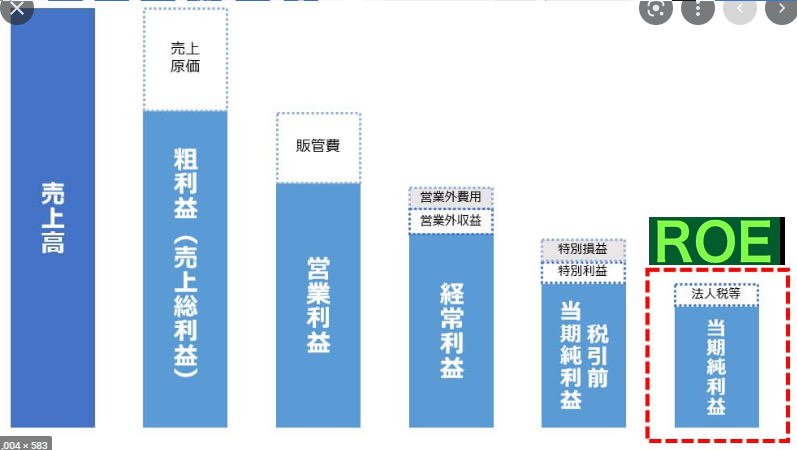 売上高
売上
原価
粗利益（売上総利益）
販管費
営業利益
営業外費用
営業外収益
経常利益
特別損益
特別利益
税引前
当期純利益
ROE
法人税等
当期純利益
,004 × 583